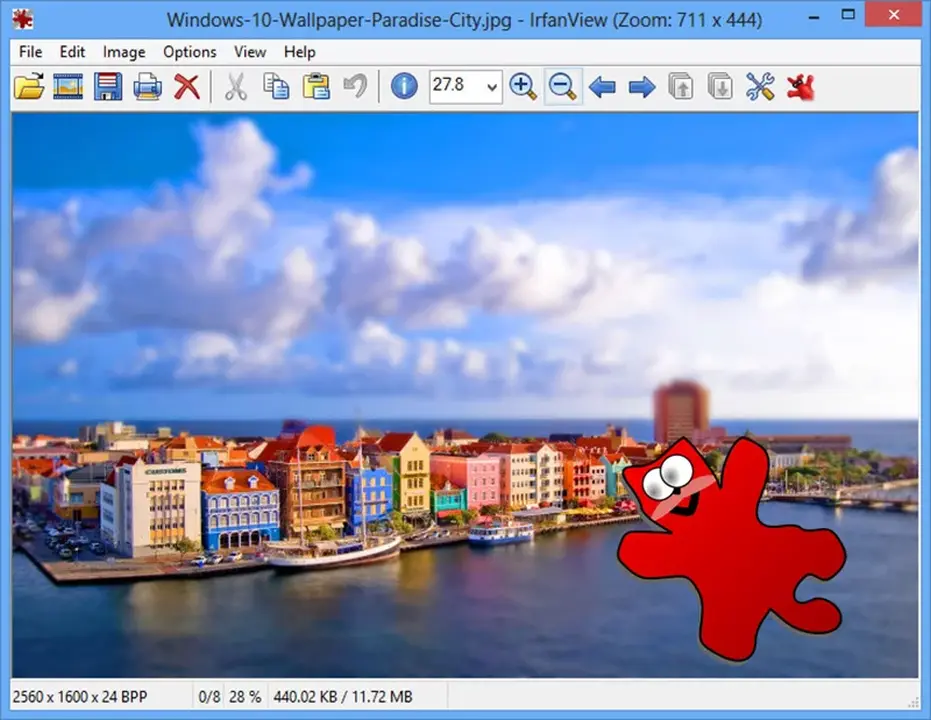 Windows-10-Wallpaper-Paradise-City.jpg - IrfanView (Zoom: 711 x 444)
File Edit Image Options View Help
27.8
CUSTOMS
2560 x 1600 x 24 BPP 0/8 28 % 440.02 KB / 11.72 MB